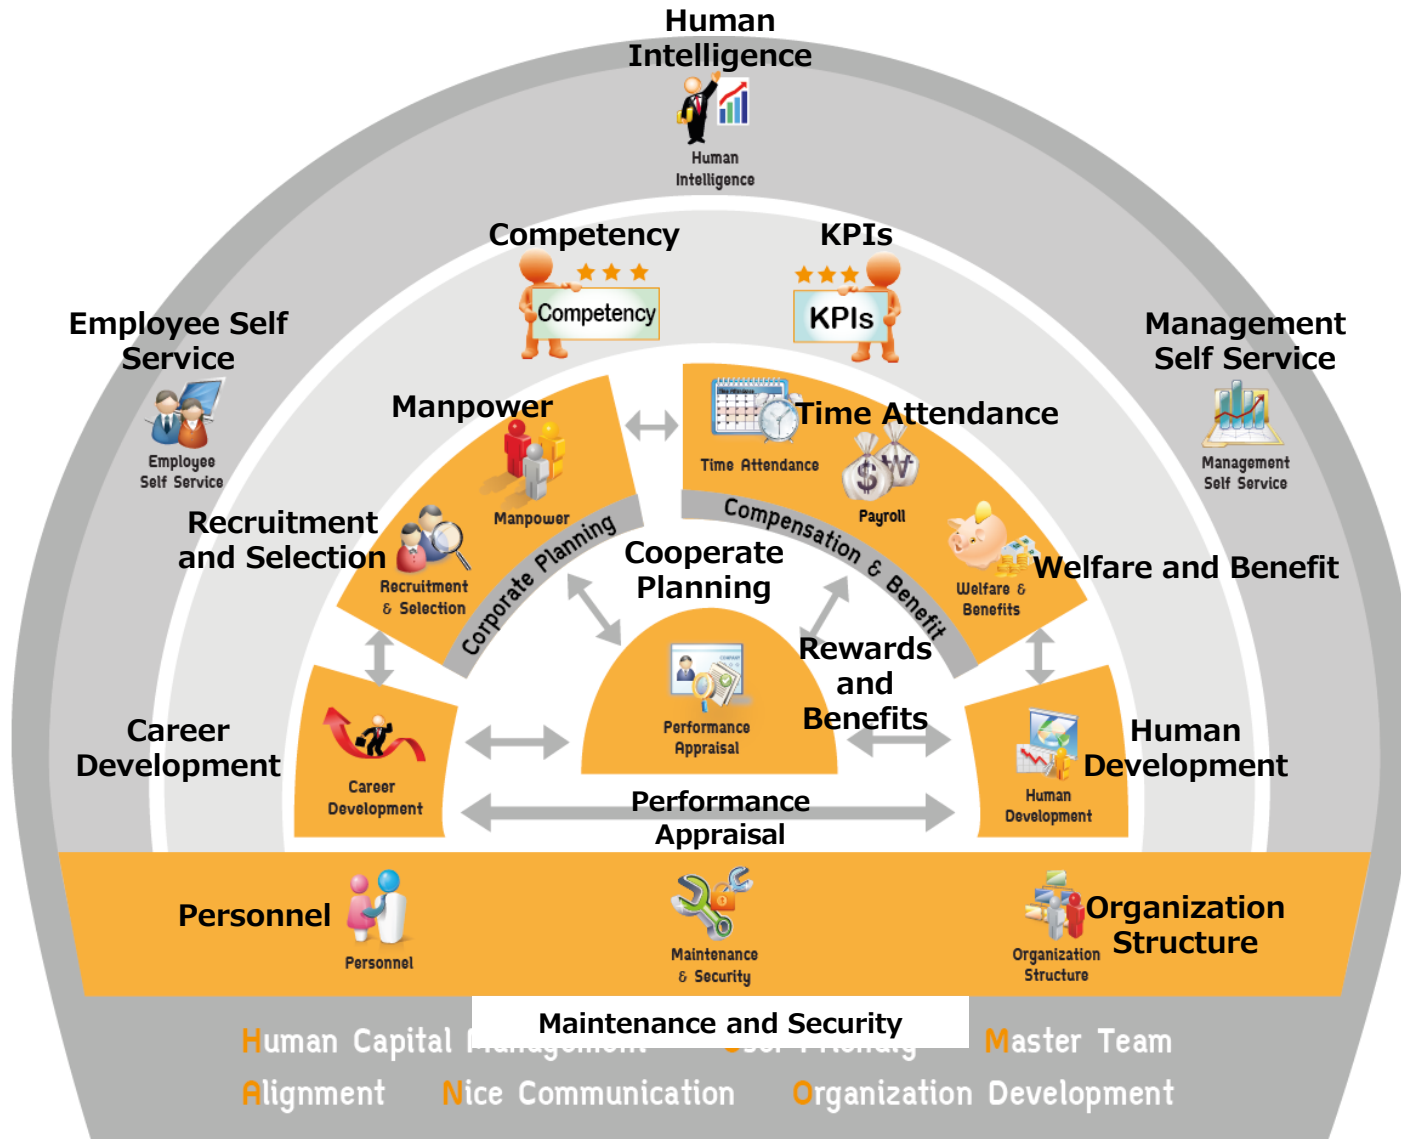 Human
Intelligence
Human
Intelligence
Competency
KPIs
Competency
KPIs
Employee Self
Service
Employee
Self Service
Management
Self Service
Management
Self Service
Manpower
Manpower
Time Attendance
Time Attendance
$
₩
Payroll
Recruitment
and Selection
Recruitment
& Selection
Corporate Planning
Compensation & Benefit
Cooperate
Planning
Welfare and Benefit
Welfare &
Benefits
Rewards
and
Benefits
Performance
Appraisal
Career
Development
Career
Development
Human
Development
Human
Development
Performance
Appraisal
Personnel
Personnel
Maintenance
& Security
Organization
Structure
Organization
Structure
Maintenance and Security
Human Capital Management User Friendly Master Team
Alignment Nice Communication Organization Development